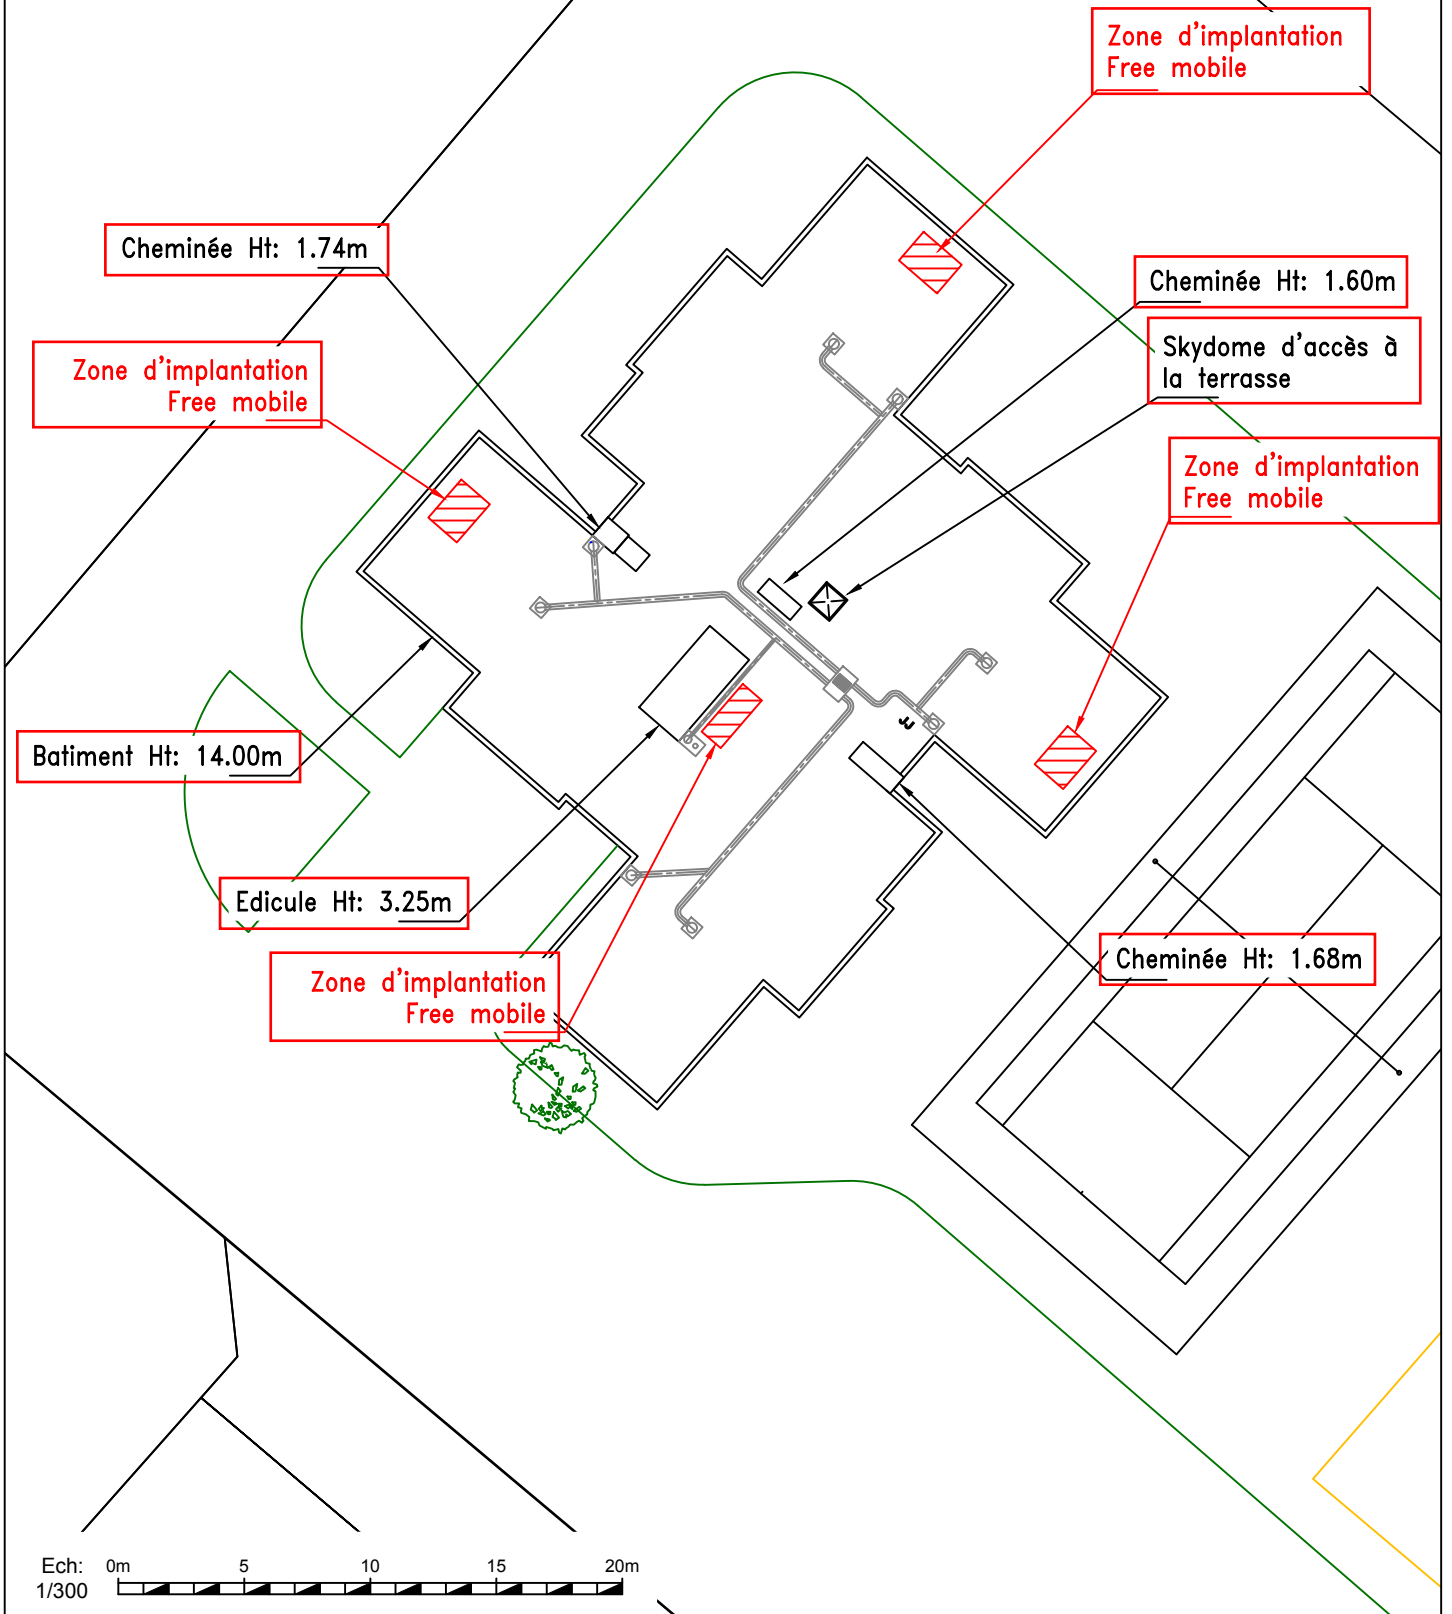 Zone d'implantation
Free mobile
Cheminée Ht: 1.74m
Cheminée Ht: 1.60m
Skydome d'accès à
la terrasse
Zone d'implantation
Free mobile
Zone d'implantation
Free mobile
Batiment Ht: 14.00m
Edicule Ht: 3.25m
Cheminée Ht: 1.68m
Zone d'implantation
Free mobile
Ech:
1/300
0m 5 10 15 20m